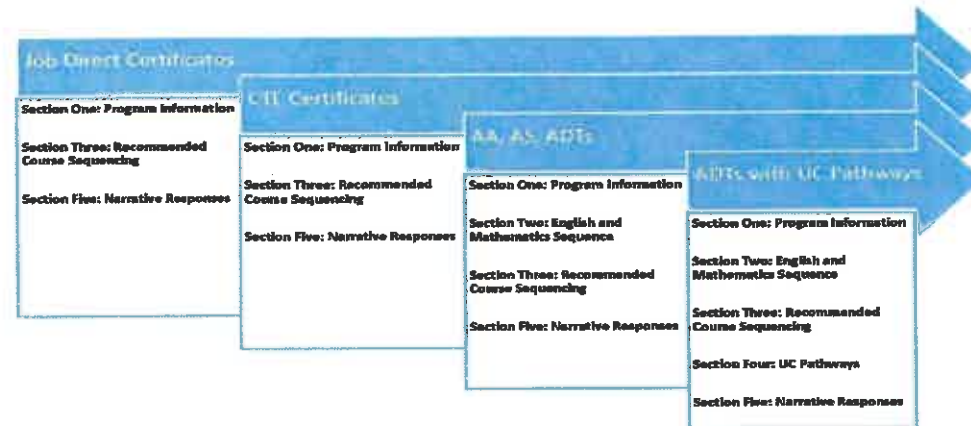 Job Direct Certificates
Section One: Program Information
Section Three: Recommended
Course Sequencing
Section Five: Narrative Responses
CTE Certificates
Section One: Program Information
Section Three: Recommended
Course Sequencing
Section Five: Narrative Responses
AA, AS, ADTs
Section One: Program Information
Section Two: English and
Mathematics Sequence
Section Three: Recommended
Course Sequencing
Section Five: Narrative Responses
ADTs with UC Pathways
Section One: Program Information
Section Two: English and
Mathematics Sequence
Section Three: Recommended
Course Sequencing
Section Four: UC Pathways
Section Five: Narrative Responses